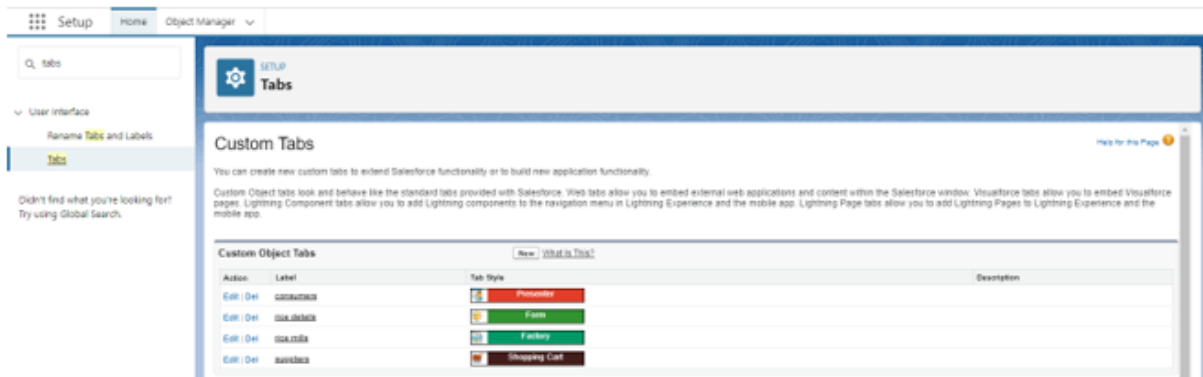 Setup Home Object Manager
tabs
SETUP
Tabs
User Interface
Rename Tabs and Labels
Tabs
Didn't find what you're looking for?
Try using Global Search.
Custom Tabs
Help for this Page
You can create new custom tabs to extend Salesforce functionality or to build new application functionality.
Custom Object tabs look and behave like the standard tabs provided with Salesforce. Web tabs allow you to embed external web applications and content within the Salesforce window. Visualforce tabs allow you to embed Visualforce
pages. Lightning Component tabs allow you to add Lightning components to the navigation menu in Lightning Experience and the mobile app. Lightning Page tabs allow you to add Lightning Pages to Lightning Experience and the
mobile app.
Custom Object Tabs New What Is This?
Action Label Tab Style Description
Edit | Del consumers Presenter
Edit | Del rice details Form
Edit | Del rice mills Factory
Edit | Del suppliers Shopping Cart